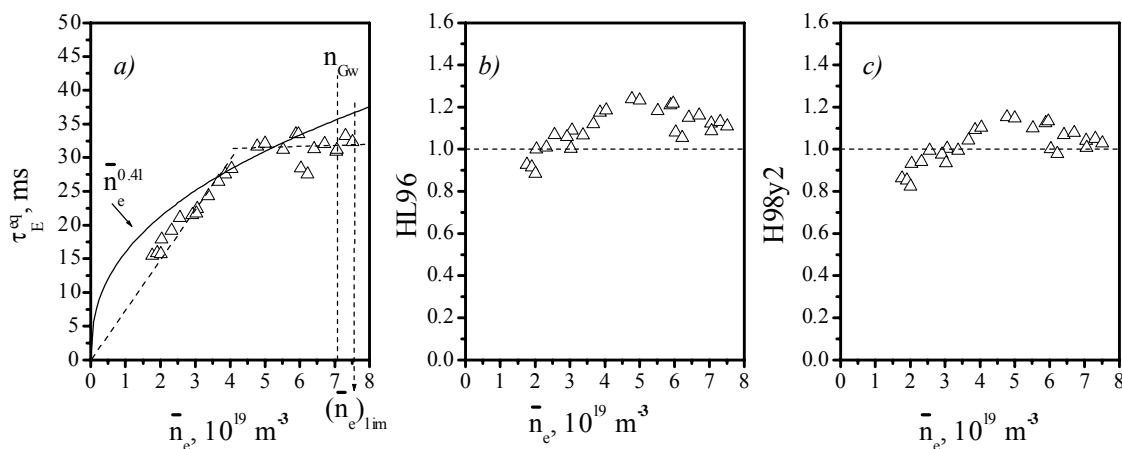 a)
n_Gw
n̄_e^0.41
τ_E^eq, ms
50
45
40
35
30
25
20
15
10
5
0
0 1 2 3 4 5 6 7 8
n̄_e, 10^19 m^-3
(n̄_e)_lim
b)
HL96
1.6
1.4
1.2
1.0
0.8
0.6
0.4
0.2
0.0
0 1 2 3 4 5 6 7 8
n̄_e, 10^19 m^-3
c)
H98y2
1.6
1.4
1.2
1.0
0.8
0.6
0.4
0.2
0.0
0 1 2 3 4 5 6 7 8
n̄_e, 10^19 m^-3